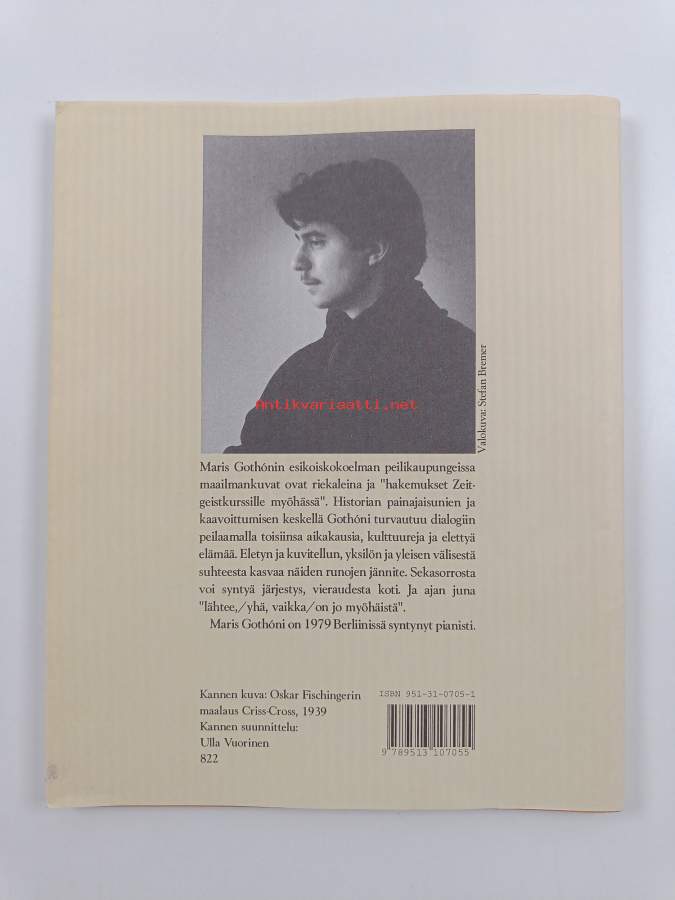 Antikvariaatti.net
Valokuva: Stefan Bremer
Maris Gothónin esikoiskokoelman peilikaupungeissa
maailmankuvat ovat riekaleina ja "hakemukset Zeit-
geistkurssille myöhässä". Historian painajaisunien ja
kaavoittumisen keskellä Gothóni turvautuu dialogiin
peilaamalla toisiinsa aikakausia, kulttuureja ja elettyä
elämää. Eletyn ja kuvitellun, yksilön ja yleisen välisestä
suhteesta kasvaa näiden runojen jännite. Sekasorrosta
voi syntyä järjestys, vieraudesta koti. Ja ajan juna
"lähtee,/yhä, vaikka/on jo myöhäistä".
Maris Gothóni on 1979 Berliinissä syntynyt pianisti.
Kannen kuva: Oskar Fischingerin
maalaus Criss-Cross, 1939
Kannen suunnittelu:
Ulla Vuorinen
822
ISBN 951-31-0705-1
9 789513 107055